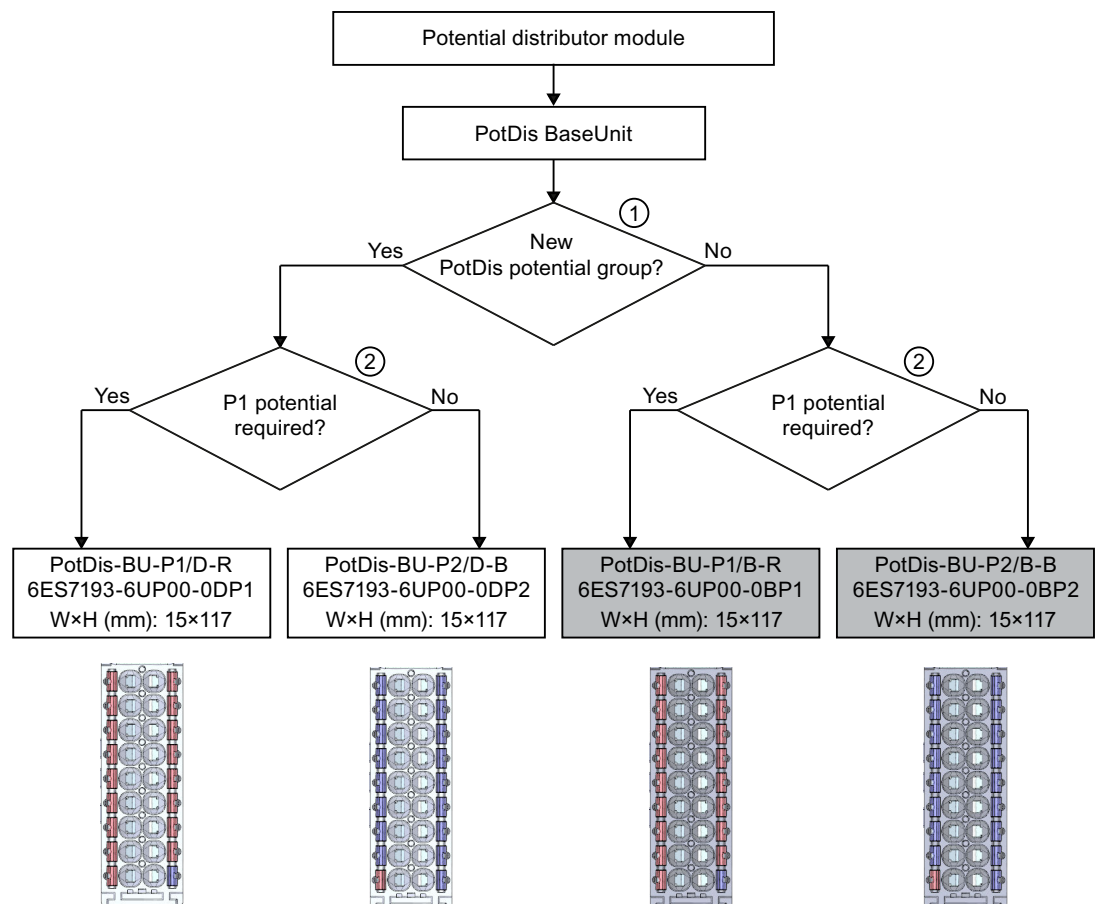 Potential distributor module
PotDis BaseUnit
1
New
PotDis potential group?
Yes
No
2
P1 potential
required?
Yes
No
2
P1 potential
required?
Yes
No
PotDis-BU-P1/D-R
6ES7193-6UP00-0DP1
W×H (mm): 15×117
PotDis-BU-P2/D-B
6ES7193-6UP00-0DP2
W×H (mm): 15×117
PotDis-BU-P1/B-R
6ES7193-6UP00-0BP1
W×H (mm): 15×117
PotDis-BU-P2/B-B
6ES7193-6UP00-0BP2
W×H (mm): 15×117